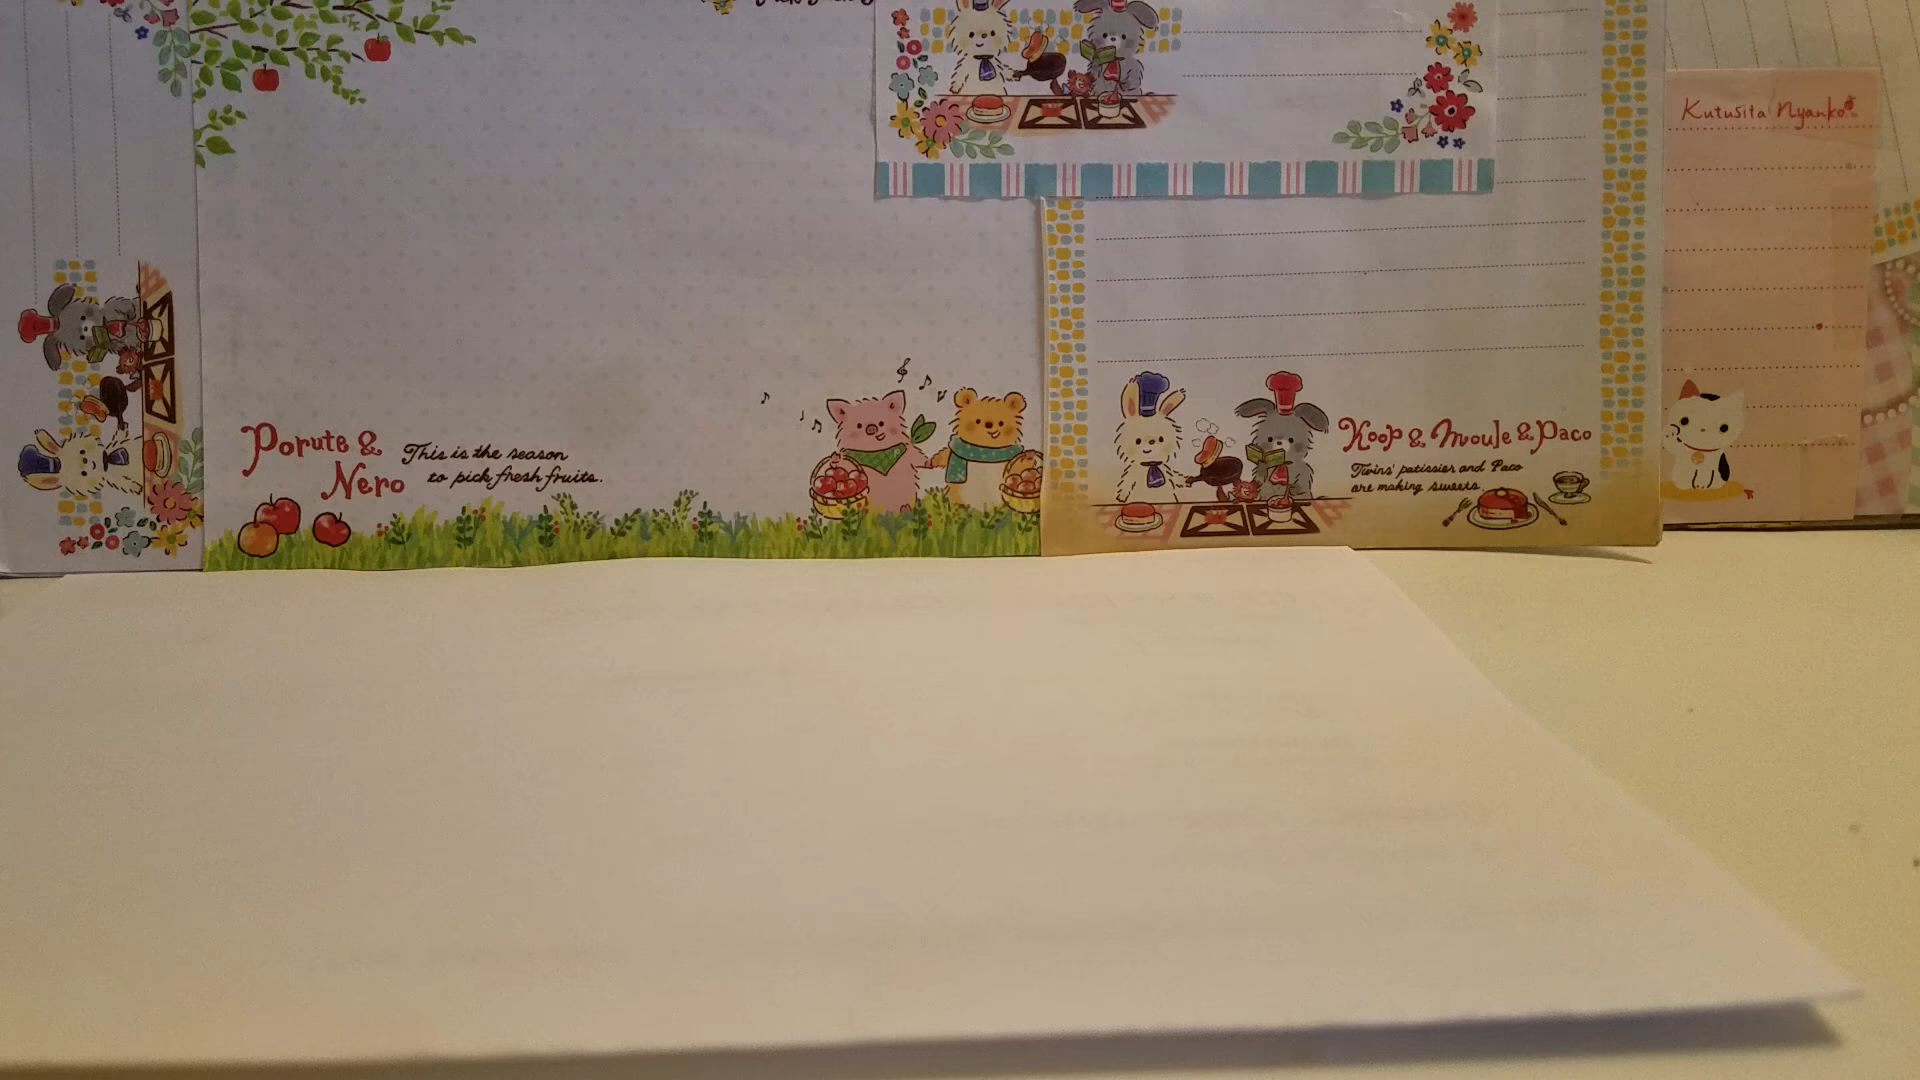 Kutusita Nyanko
Porute &
Nero
This is the season
to pick fresh fruits.
Koop & Moule & Paco
Twins' patissier and Paco
are making sweets.